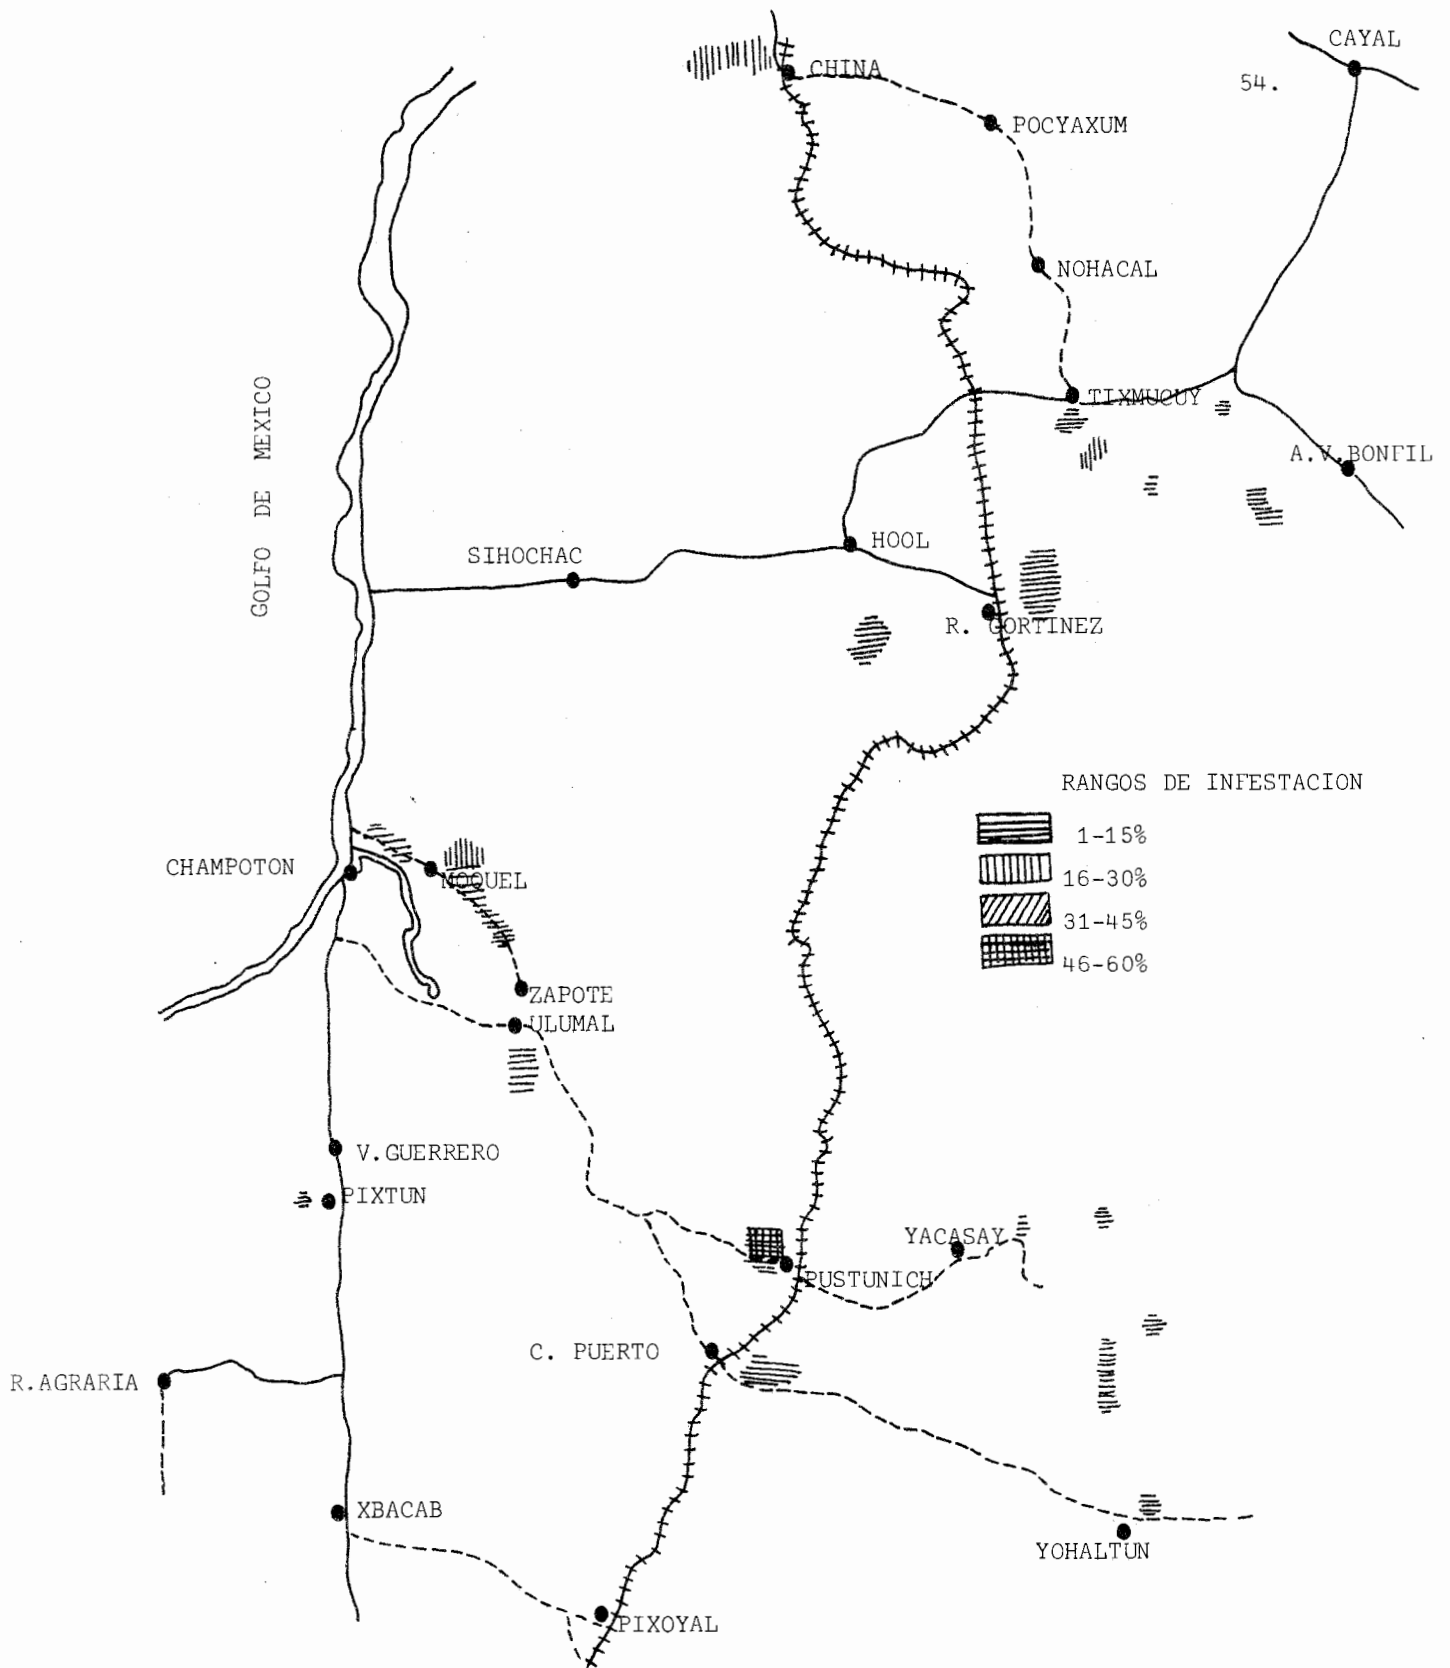 CAYAL
54.
CHINA
POCYAXUM
NOHACAL
TIXMUCUY
A.V.BONFIL
GOLFO DE MEXICO
HOOL
SIHOCHAC
R. CORTINEZ
RANGOS DE INFESTACION
1-15%
16-30%
31-45%
46-60%
CHAMPOTON
MOQUEL
ZAPOTE
ULUMAL
V.GUERRERO
PIXTUN
YACASAY
PUSTUNICH
C. PUERTO
R.AGRARIA
XBACAB
YOHALTUN
PIXOYAL